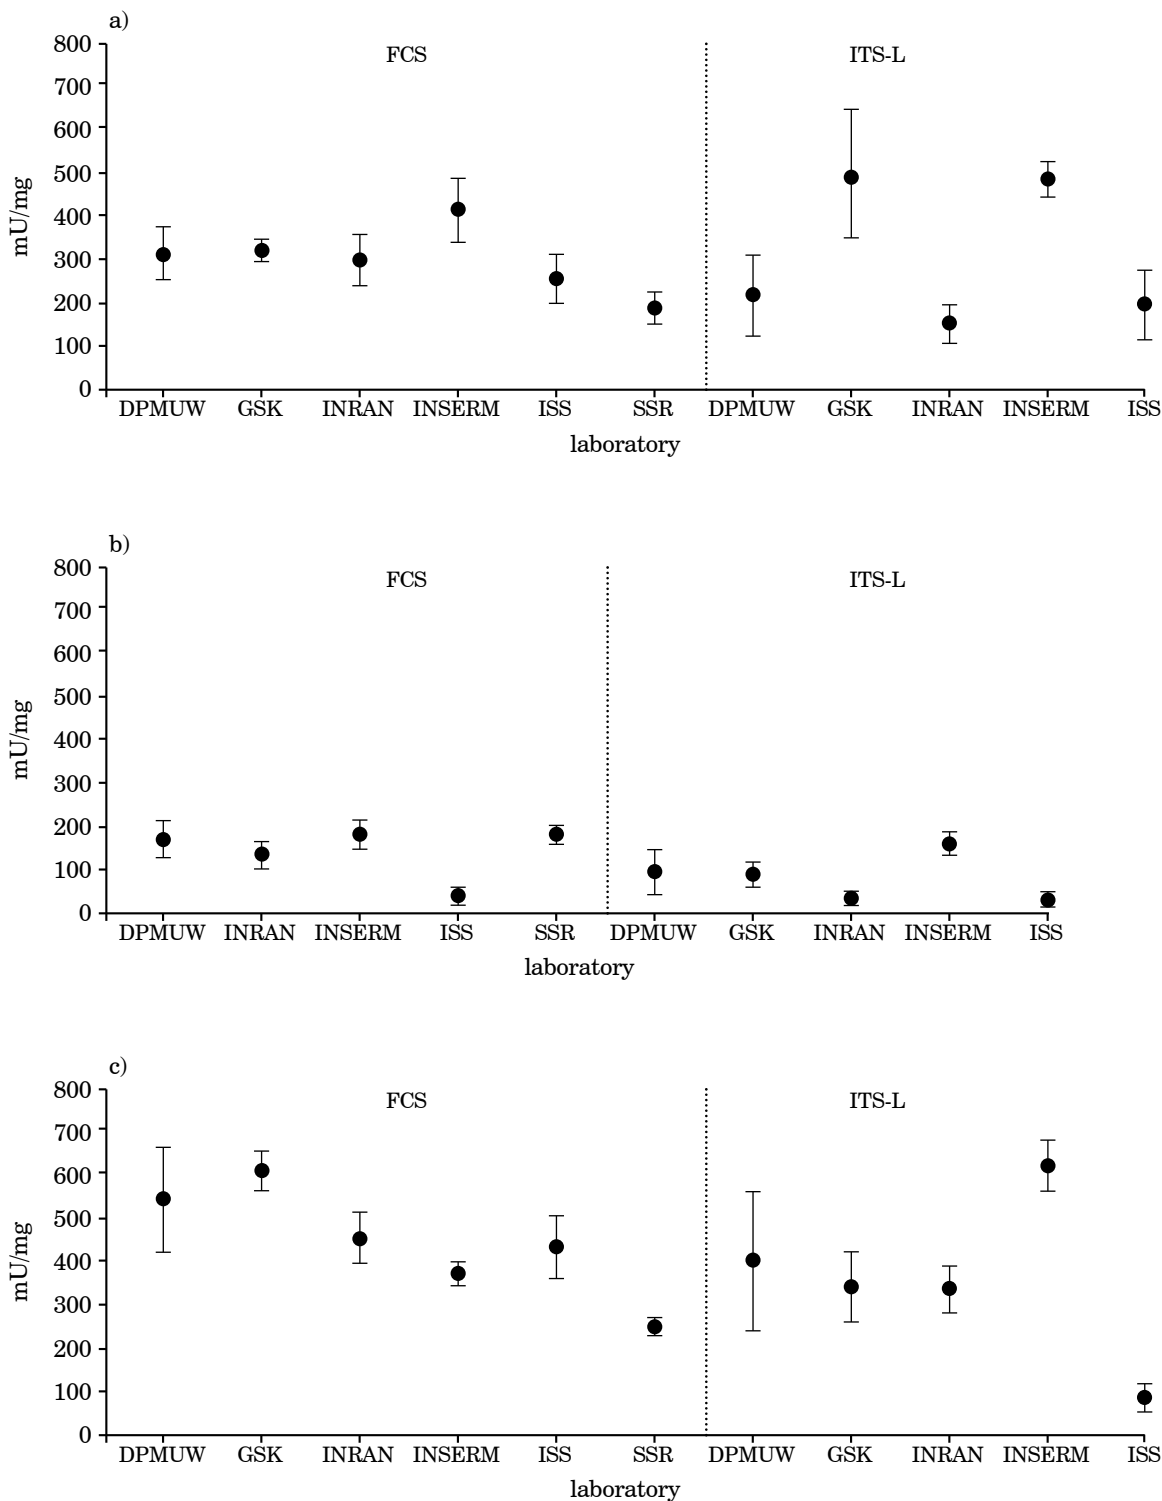 a)
FCS ITS-L
800
700
600
500
400
300
200
100
0
mU/mg
DPMUW GSK INRAN INSERM ISS SSR DPMUW GSK INRAN INSERM ISS
laboratory
b)
FCS ITS-L
800
700
600
500
400
300
200
100
0
mU/mg
DPMUW INRAN INSERM ISS SSR DPMUW GSK INRAN INSERM ISS
laboratory
c)
FCS ITS-L
800
700
600
500
400
300
200
100
0
mU/mg
DPMUW GSK INRAN INSERM ISS SSR DPMUW GSK INRAN INSERM ISS
laboratory